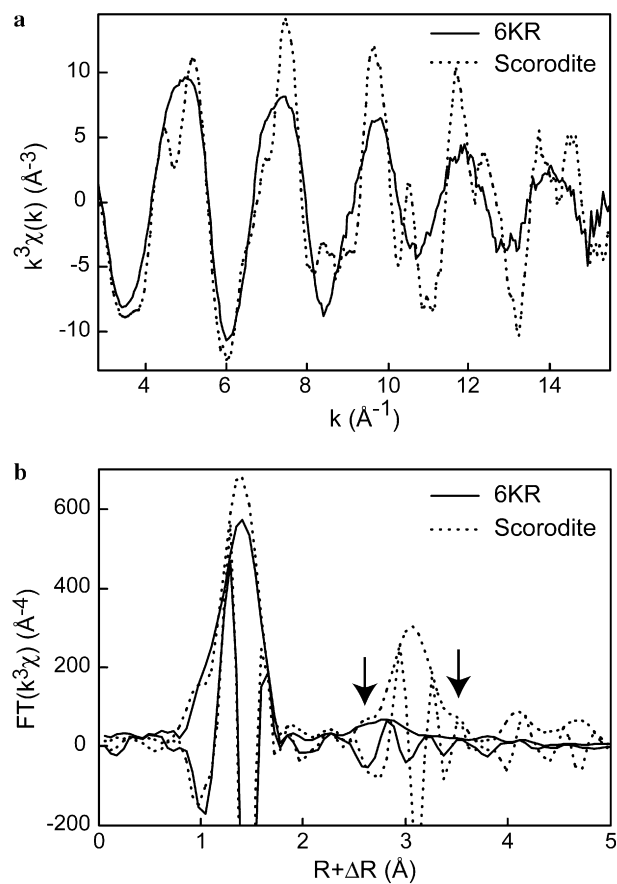 a
6KR
Scorodite
k³χ(k) (Å-3)
10
5
0
-5
-10
4
6
8
10
12
14
k (Å-1)
b
6KR
Scorodite
FT(k³χ) (Å-4)
600
400
200
0
-200
0
1
2
3
4
5
R+ΔR (Å)